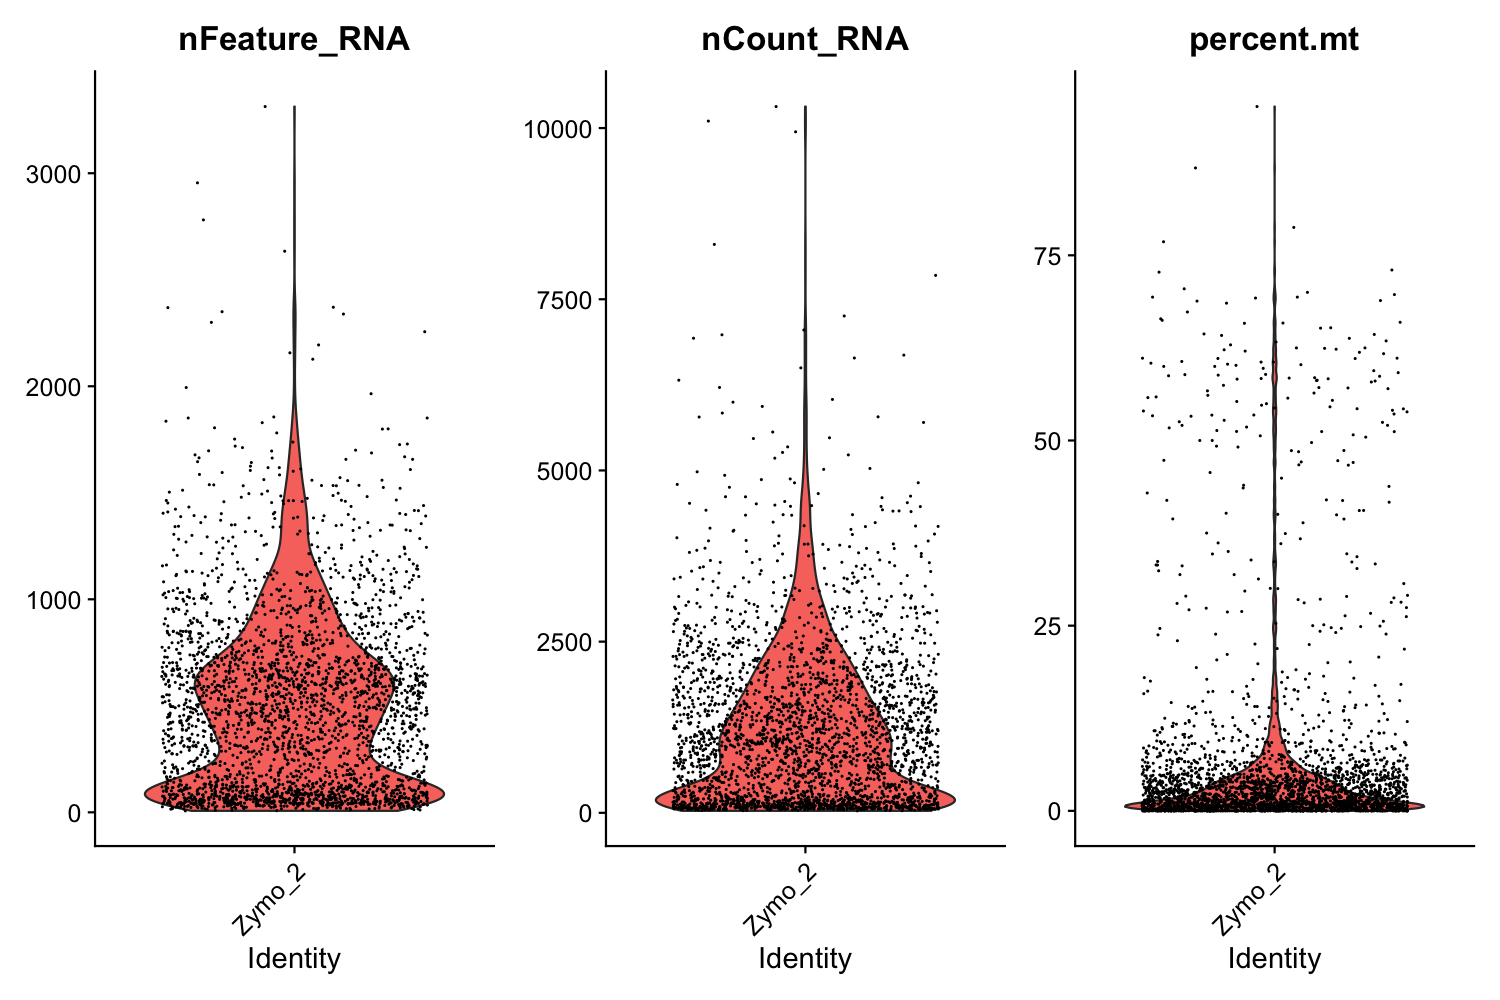 nFeature_RNA
3000
2000
1000
0
Zymo_2
Identity
nCount_RNA
10000
7500
5000
2500
0
Zymo_2
Identity
percent.mt
75
50
25
0
Zymo_2
Identity